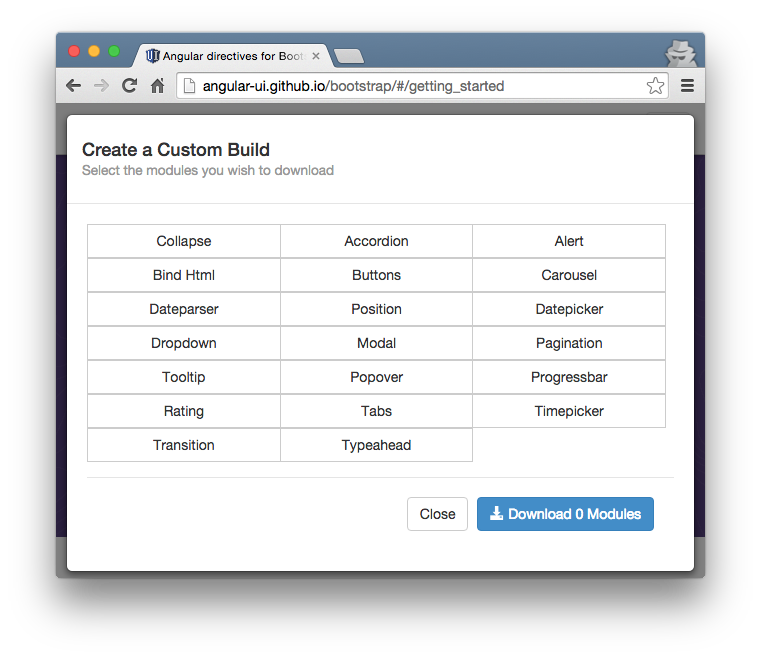 Angular directives for Boot
angular-ui.github.io/bootstrap/#/getting_started
Create a Custom Build
Select the modules you wish to download
Collapse Accordion Alert
Bind Html Buttons Carousel
Dateparser Position Datepicker
Dropdown Modal Pagination
Tooltip Popover Progressbar
Rating Tabs Timepicker
Transition Typeahead
Close Download 0 Modules